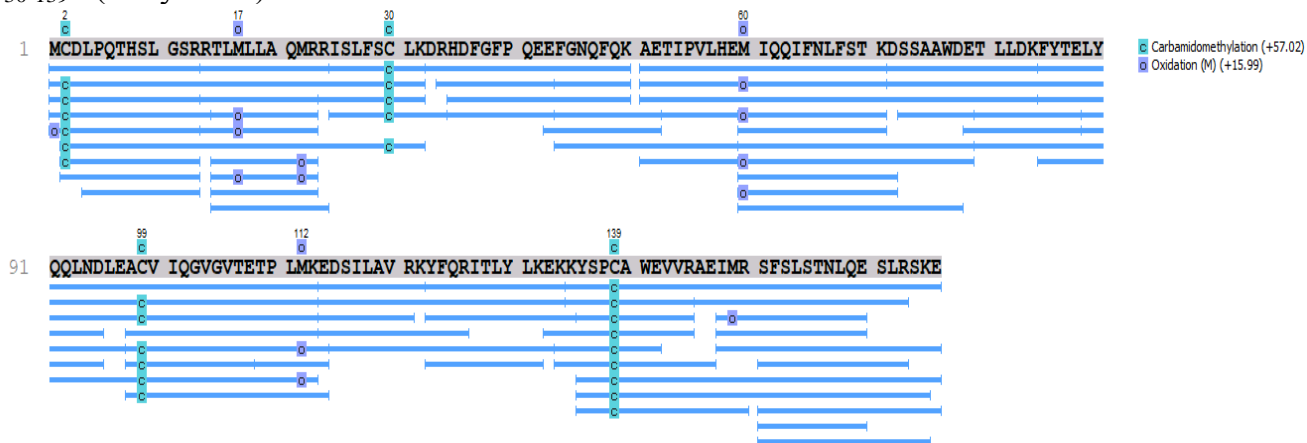 2 17 30 60
c o c o
1 MCDLPQTHSL GSRRTLMLLA QMRRISLFSC LKDRHDFGFP QEEFGNQFQK AETIPVLHEM IQQIFNLFST KDSSAAWDET LLDKFYTELY
c Carbamidomethylation (+57.02)
o Oxidation (M) (+15.99)
c
c c o
c c
c o c o
o c o
c c
c o o
o o
o
99 112 139
c o c
91 QQLNDLEACV IQGVGVTETP LMKEDSILAV RKYFQRITLY LKEKKYSPCA WEVVRAEIMR SFSLSTNLQE SLRSKE
c
c c
c c o
c
c o c
c c
c o c
c c
c